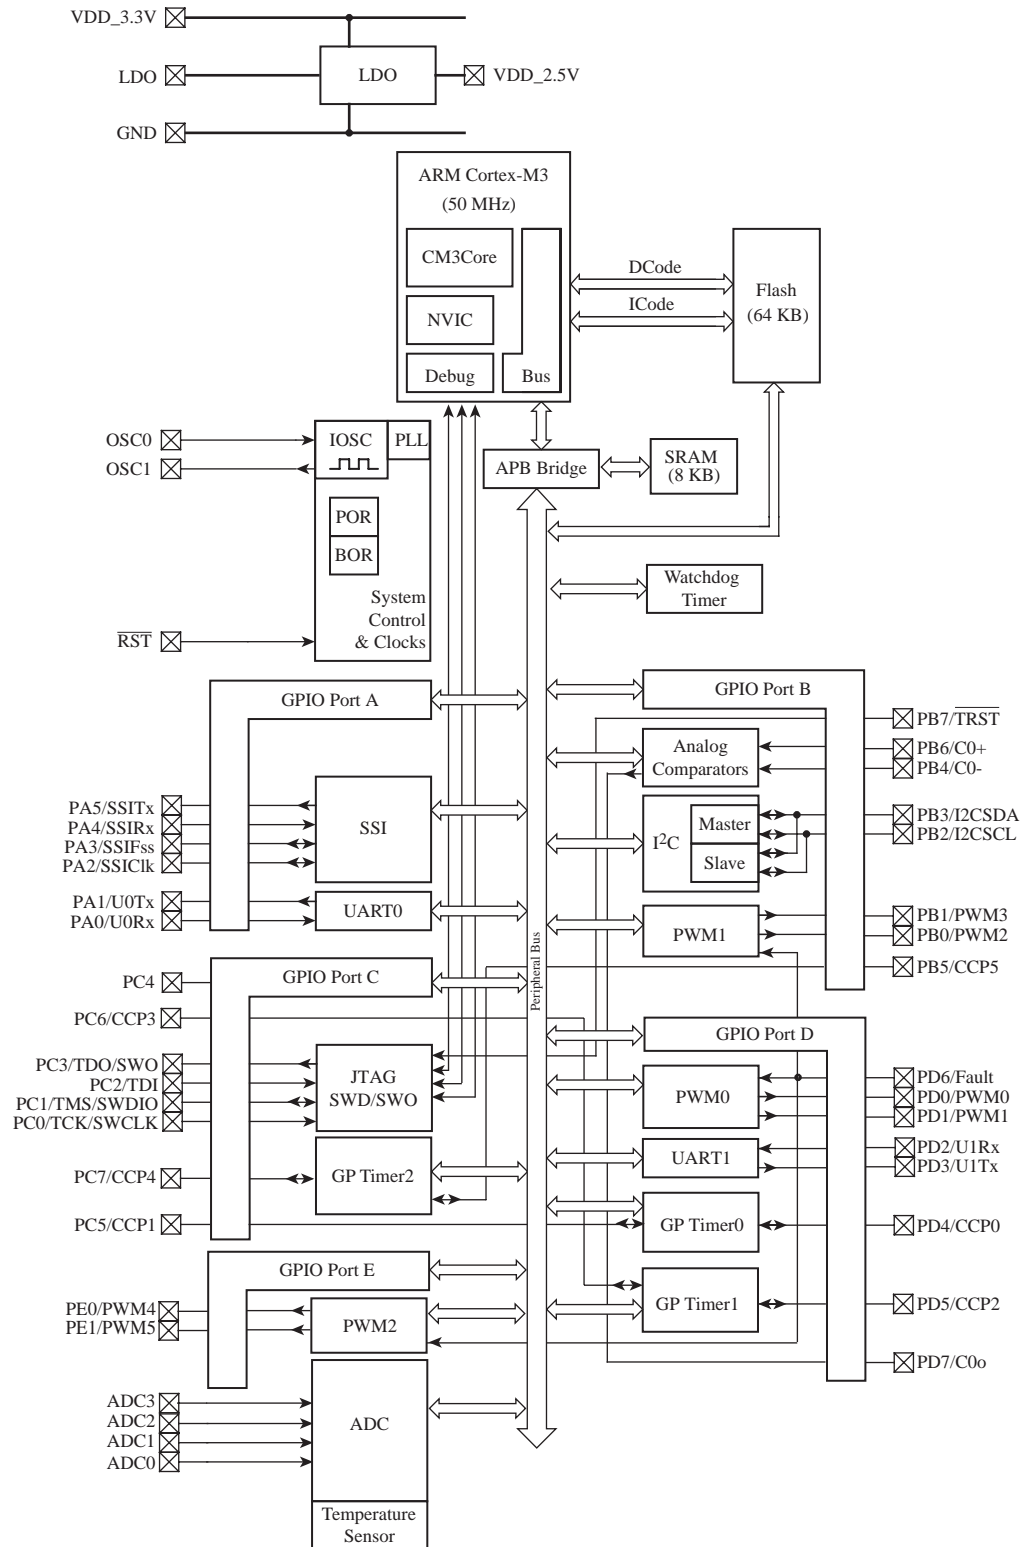 VDD_3.3V
LDO
LDO
VDD_2.5V
GND
ARM Cortex-M3
(50 MHz)
CM3Core
NVIC
Debug
Bus
DCode
ICode
Flash
(64 KB)
OSC0
OSC1
IOSC
PLL
POR
BOR
System
Control
& Clocks
RST
APB Bridge
SRAM
(8 KB)
Watchdog
Timer
Peripheral Bus
GPIO Port A
PA5/SSITx
PA4/SSIRx
PA3/SSIFss
PA2/SSIClk
SSI
PA1/U0Tx
PA0/U0Rx
UART0
GPIO Port B
PB7/TRST
PB6/C0+
PB4/C0-
Analog
Comparators
I2C
Master
Slave
PB3/I2CSDA
PB2/I2CSCL
PWM1
PB1/PWM3
PB0/PWM2
PB5/CCP5
GPIO Port C
PC4
PC6/CCP3
PC3/TDO/SWO
PC2/TDI
PC1/TMS/SWDIO
PC0/TCK/SWCLK
JTAG
SWD/SWO
PC7/CCP4
GP Timer2
PC5/CCP1
GPIO Port D
PWM0
PD6/Fault
PD0/PWM0
PD1/PWM1
UART1
PD2/U1Rx
PD3/U1Tx
GP Timer0
PD4/CCP0
GP Timer1
PD5/CCP2
PD7/C0o
GPIO Port E
PE0/PWM4
PE1/PWM5
PWM2
ADC3
ADC2
ADC1
ADC0
ADC
Temperature
Sensor